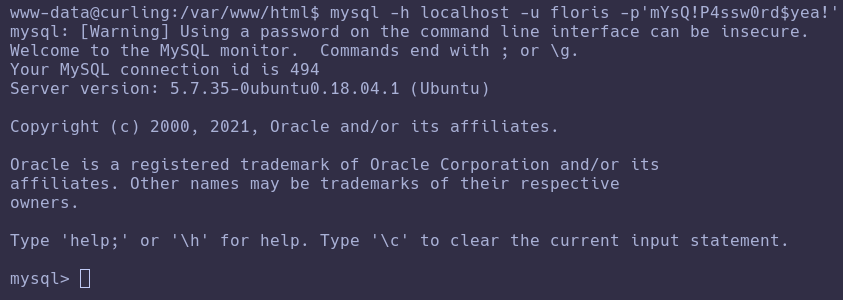 www-data@curling:/var/www/html$ mysql -h localhost -u floris -p'mYsQ!P4ssw0rd$yea!'
mysql: [Warning] Using a password on the command line interface can be insecure.
Welcome to the MySQL monitor.  Commands end with ; or \g.
Your MySQL connection id is 494
Server version: 5.7.35-0ubuntu0.18.04.1 (Ubuntu)

Copyright (c) 2000, 2021, Oracle and/or its affiliates.

Oracle is a registered trademark of Oracle Corporation and/or its
affiliates. Other names may be trademarks of their respective
owners.

Type 'help;' or '\h' for help. Type '\c' to clear the current input statement.

mysql>